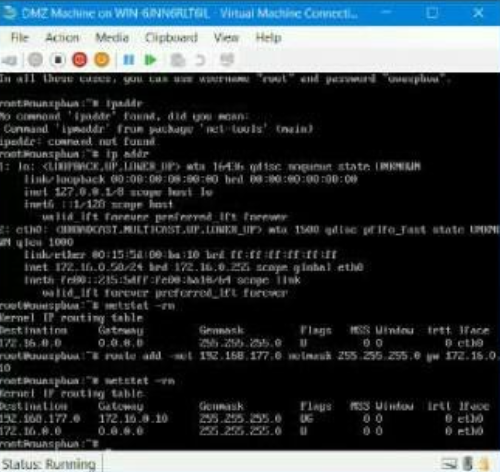 DMZ Machine on WIN-6JNN6RLT6IL - Virtual Machine Connecti...
File Action Media Clipboard View Help
In all these cases, you can use username "root" and password "owaspbwa".
root@owaspbwa:~# ipaddr
No command 'ipaddr' found, did you mean:
Command 'ipmaddr' from package 'net-tools' (main)
ipaddr: command not found
root@owaspbwa:~# ip addr
1: lo: <LOOPBACK,UP,LOWER_UP> mtu 16436 qdisc noqueue state UNKNOWN
link/loopback 00:00:00:00:00:00 brd 00:00:00:00:00:00
inet 127.0.0.1/8 scope host lo
inet6 ::1/128 scope host
valid_lft forever preferred_lft forever
2: eth0: <BROADCAST,MULTICAST,UP,LOWER_UP> mtu 1500 qdisc pfifo_fast state UNKNO
WN qlen 1000
link/ether 00:15:5d:00:ba:10 brd ff:ff:ff:ff:ff:ff
inet 172.16.0.50/24 brd 172.16.0.255 scope global eth0
inet6 fe80::215:5dff:fe00:ba10/64 scope link
valid_lft forever preferred_lft forever
root@owaspbwa:~# netstat -rn
Kernel IP routing table
Destination Gateway Genmask Flags MSS Window irtt Iface
172.16.0.0 0.0.0.0 255.255.255.0 U 0 0 0 eth0
root@owaspbwa:~# route add -net 192.168.177.0 netmask 255.255.255.0 gw 172.16.0.
10
root@owaspbwa:~# netstat -rn
Kernel IP routing table
Destination Gateway Genmask Flags MSS Window irtt Iface
192.168.177.0 172.16.0.10 255.255.255.0 UG 0 0 0 eth0
172.16.0.0 0.0.0.0 255.255.255.0 U 0 0 0 eth0
root@owaspbwa:~#
Status: Running